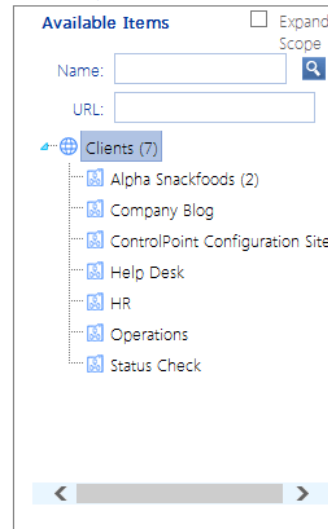 Available Items
Expand
Scope
Name:
URL:
Clients (7)
Alpha Snackfoods (2)
Company Blog
ControlPoint Configuration Site
Help Desk
HR
Operations
Status Check